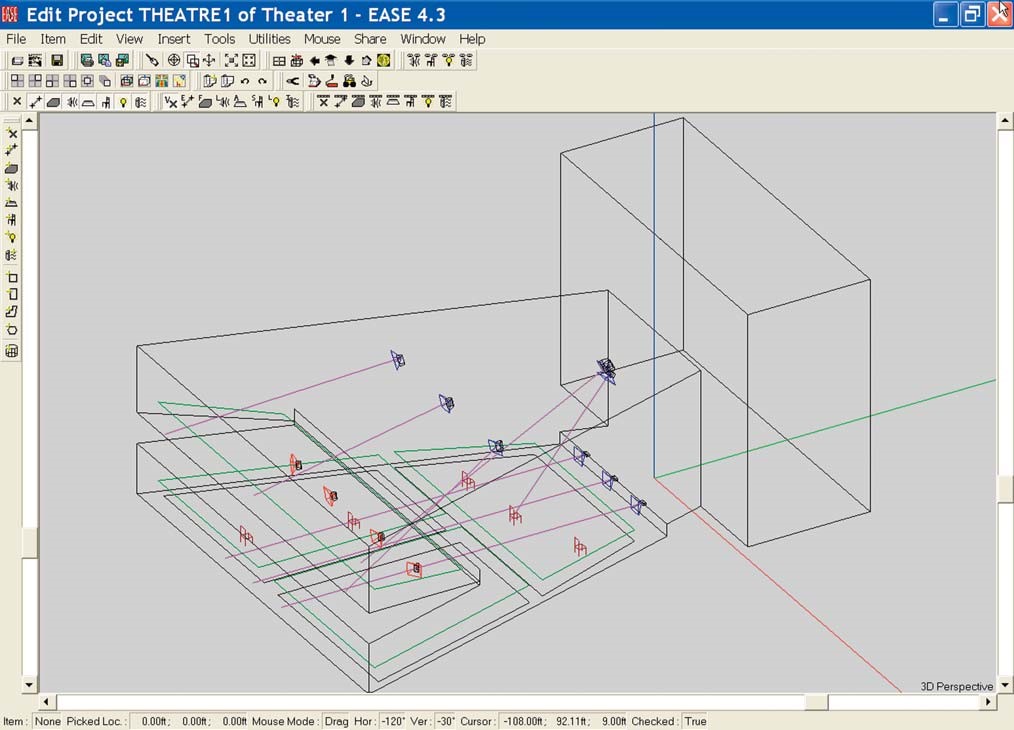 EASE Edit Project THEATRE1 of Theater 1 - EASE 4.3
File Item Edit View Insert Tools Utilities Mouse Share Window Help
3D Perspective
Item : None Picked Loc. : 0.00ft ; 0.00ft ; 0.00ft Mouse Mode : Drag Hor : -120° Ver : -30° Cursor : -108.00ft; 92.11ft; 9.00ft Checked : True